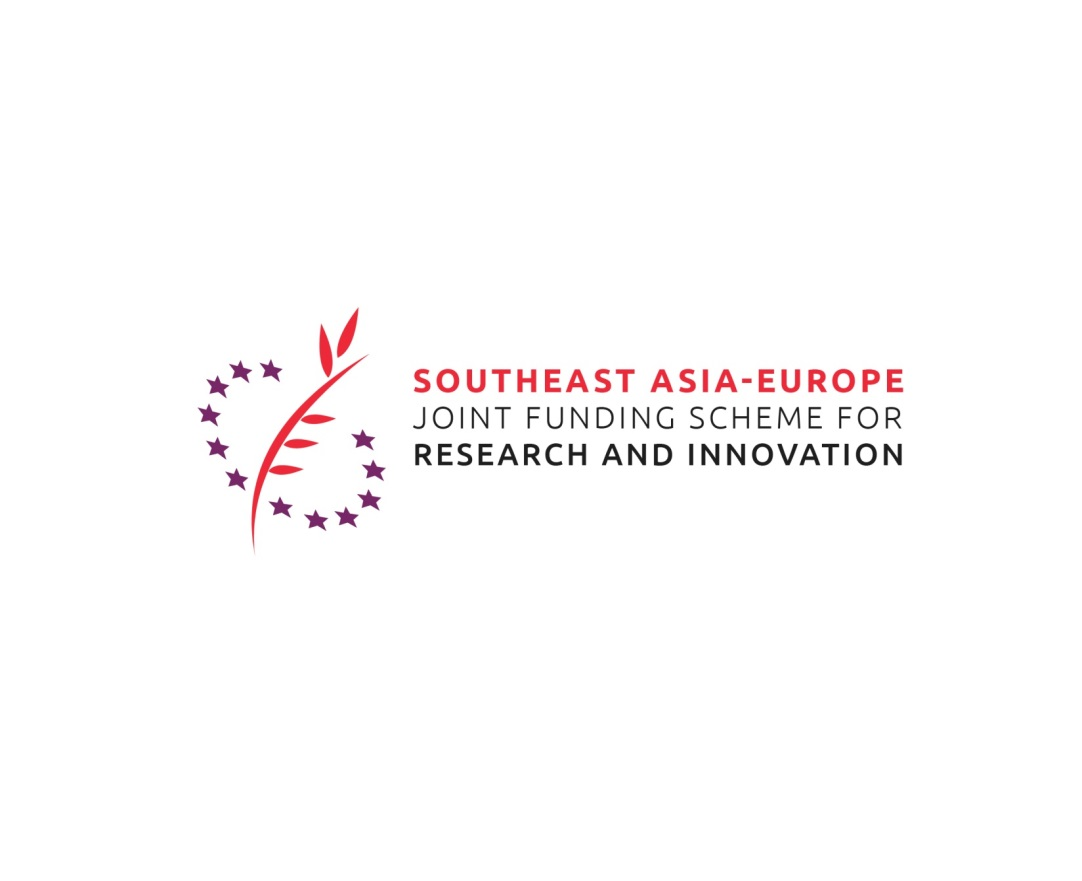 SOUTHEAST ASIA-EUROPE
JOINT FUNDING SCHEME FOR
RESEARCH AND INNOVATION